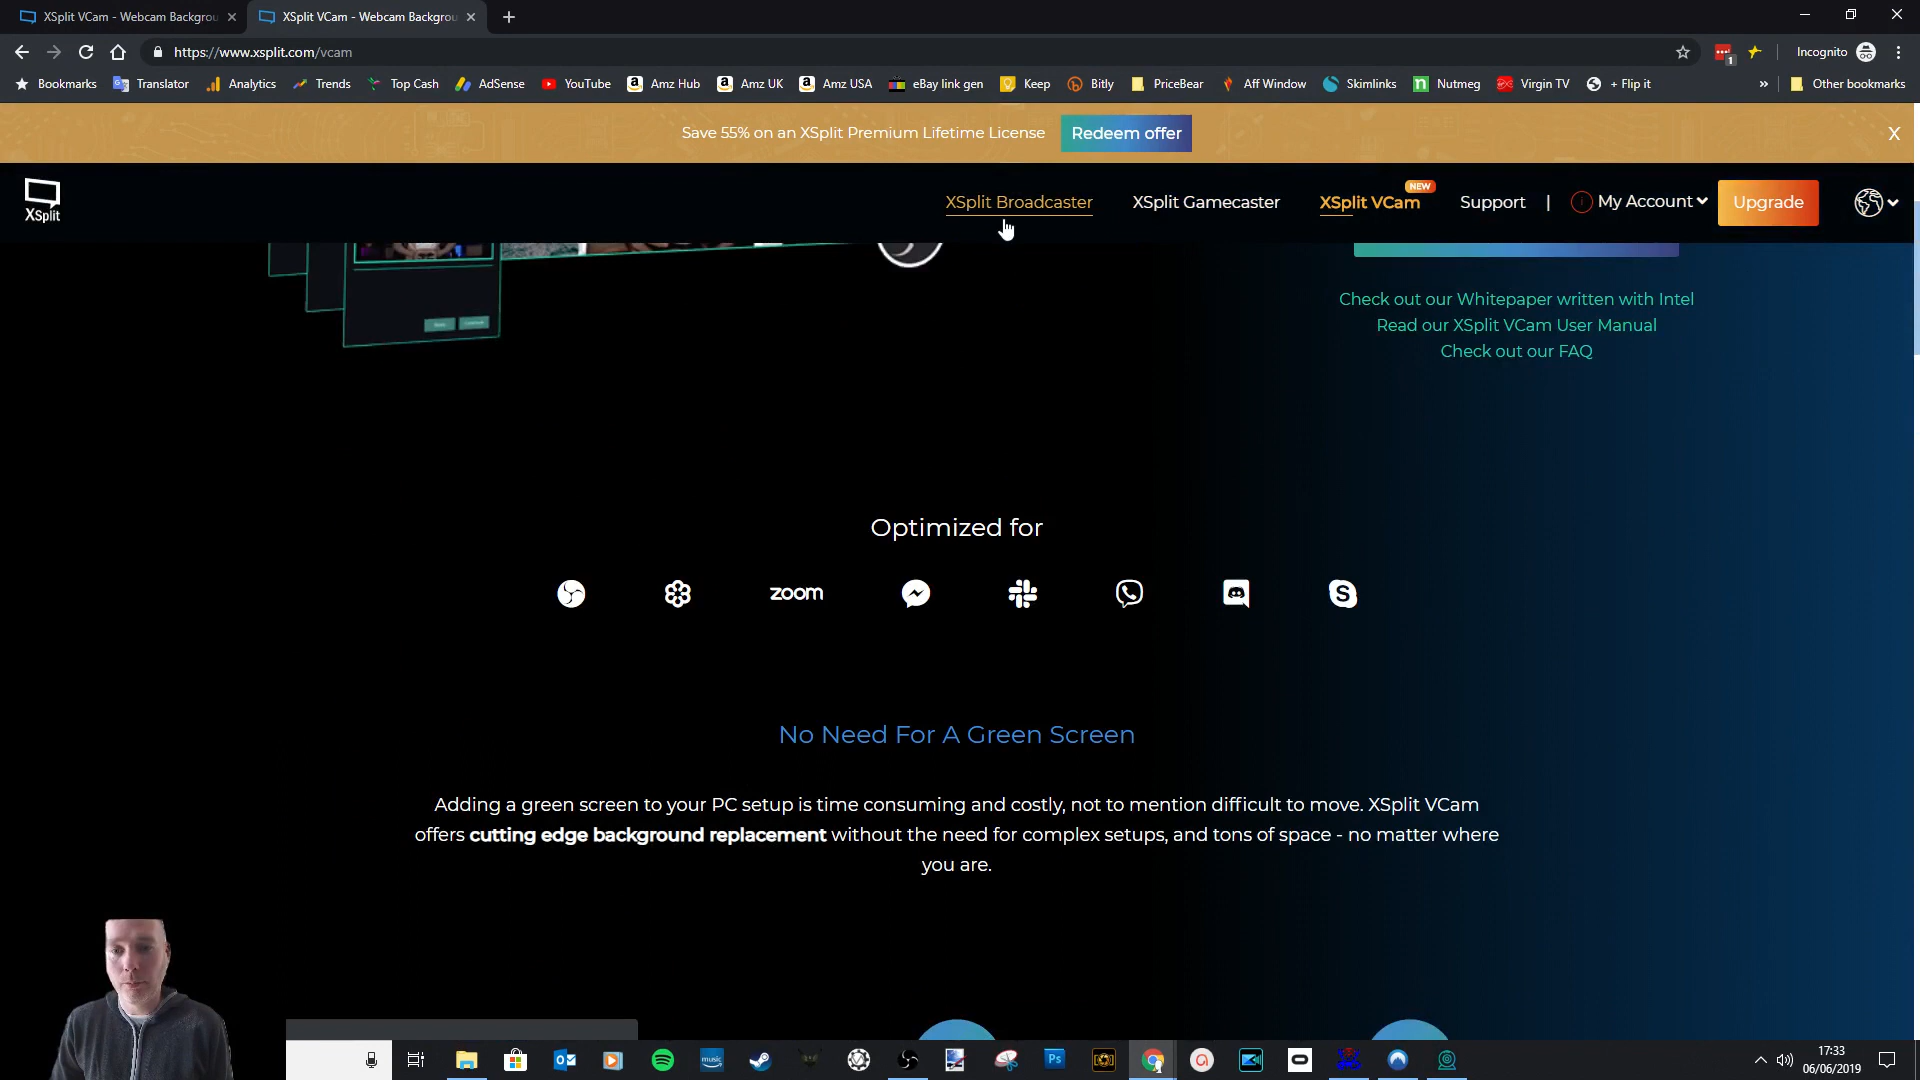 XSplit VCam - Webcam Backgrou
XSplit VCam - Webcam Backgrou
https://www.xsplit.com/vcam
Incognito
1
Bookmarks Translator Analytics Trends Top Cash AdSense YouTube Amz Hub Amz UK Amz USA eBay link gen Keep Bitly PriceBear Aff Window Skimlinks Nutmeg Virgin TV + Flip it » Other bookmarks
Save 55% on an XSplit Premium Lifetime License Redeem offer X
XSplit
XSplit Broadcaster XSplit Gamecaster XSplit VCam NEW Support | My Account Upgrade
Check out our Whitepaper written with Intel
Read our XSplit VCam User Manual
Check out our FAQ
Optimized for
zoom
No Need For A Green Screen
Adding a green screen to your PC setup is time consuming and costly, not to mention difficult to move. XSplit VCam
offers cutting edge background replacement without the need for complex setups, and tons of space - no matter where
you are.
music
Ps
17:33
06/06/2019